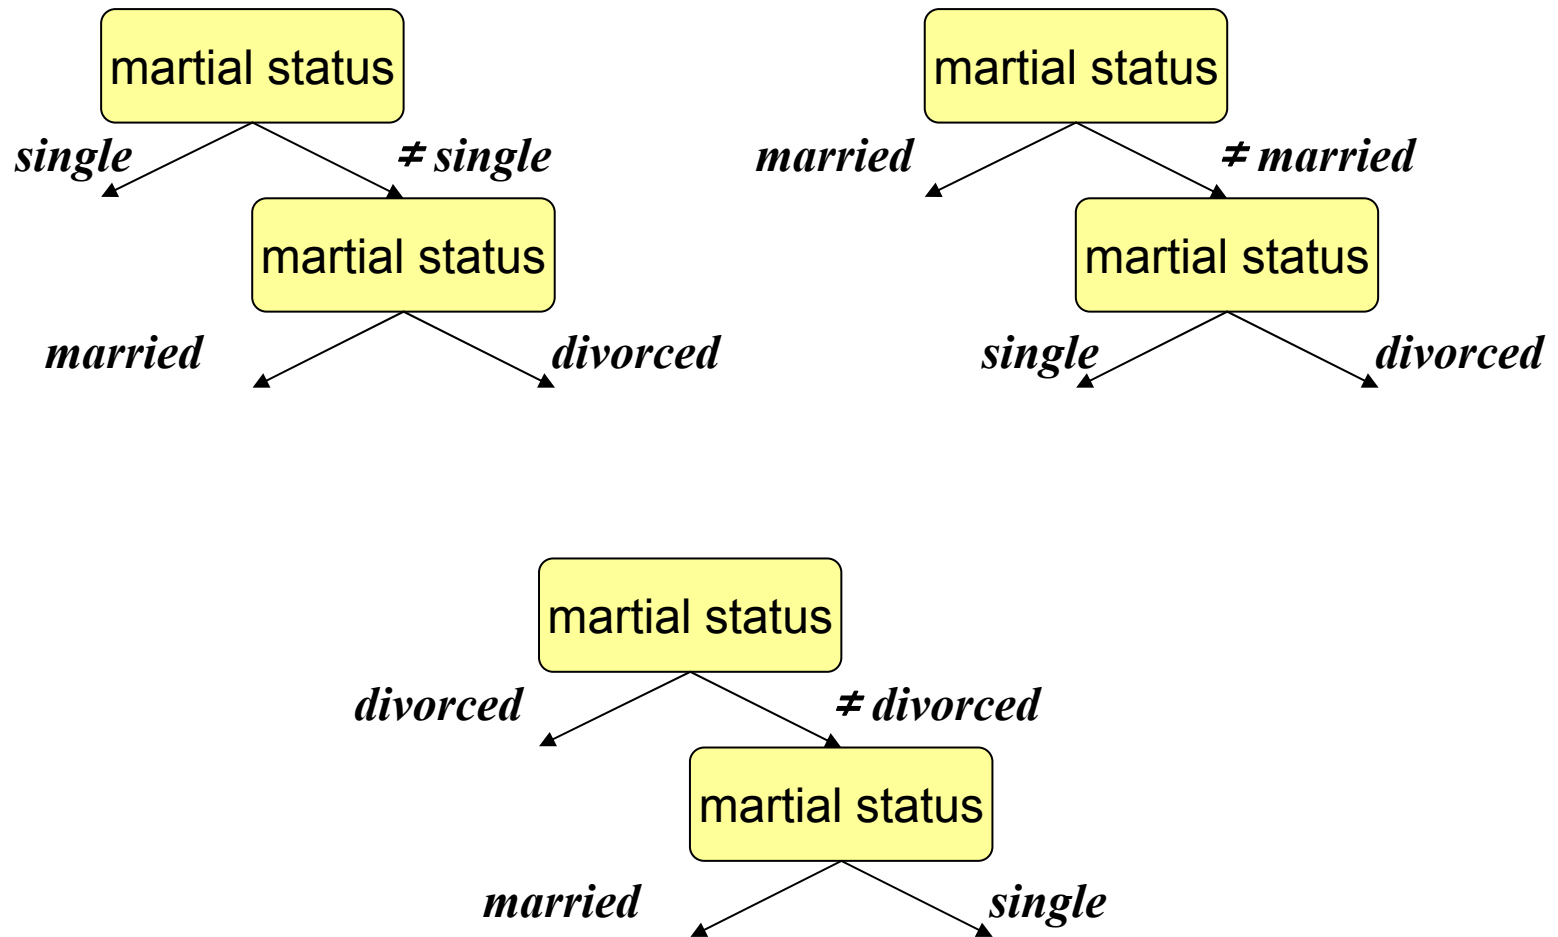 martial status
single
≠ single
martial status
married
divorced
martial status
married
≠ married
martial status
single
divorced
martial status
divorced
≠ divorced
martial status
married
single